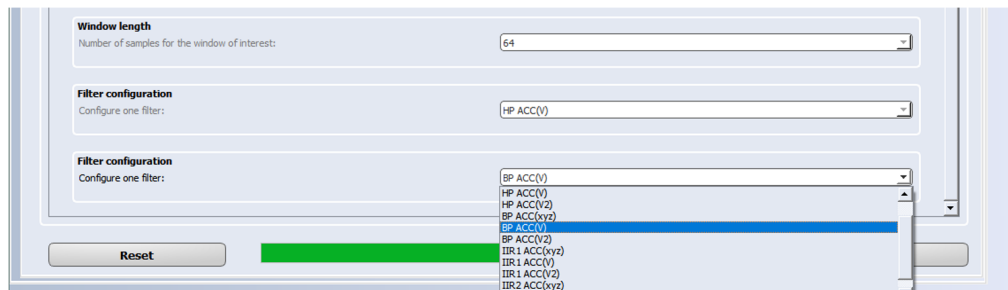 Window length
Number of samples for the window of interest:
64
Filter configuration
Configure one filter:
HP ACC(V)
Filter configuration
Configure one filter:
BP ACC(V)
HP ACC(V)
HP ACC(V2)
BP ACC(xyz)
BP ACC(V)
BP ACC(V2)
IIR1 ACC(xyz)
IIR1 ACC(V)
IIR1 ACC(V2)
IIR2 ACC(xyz)
Reset